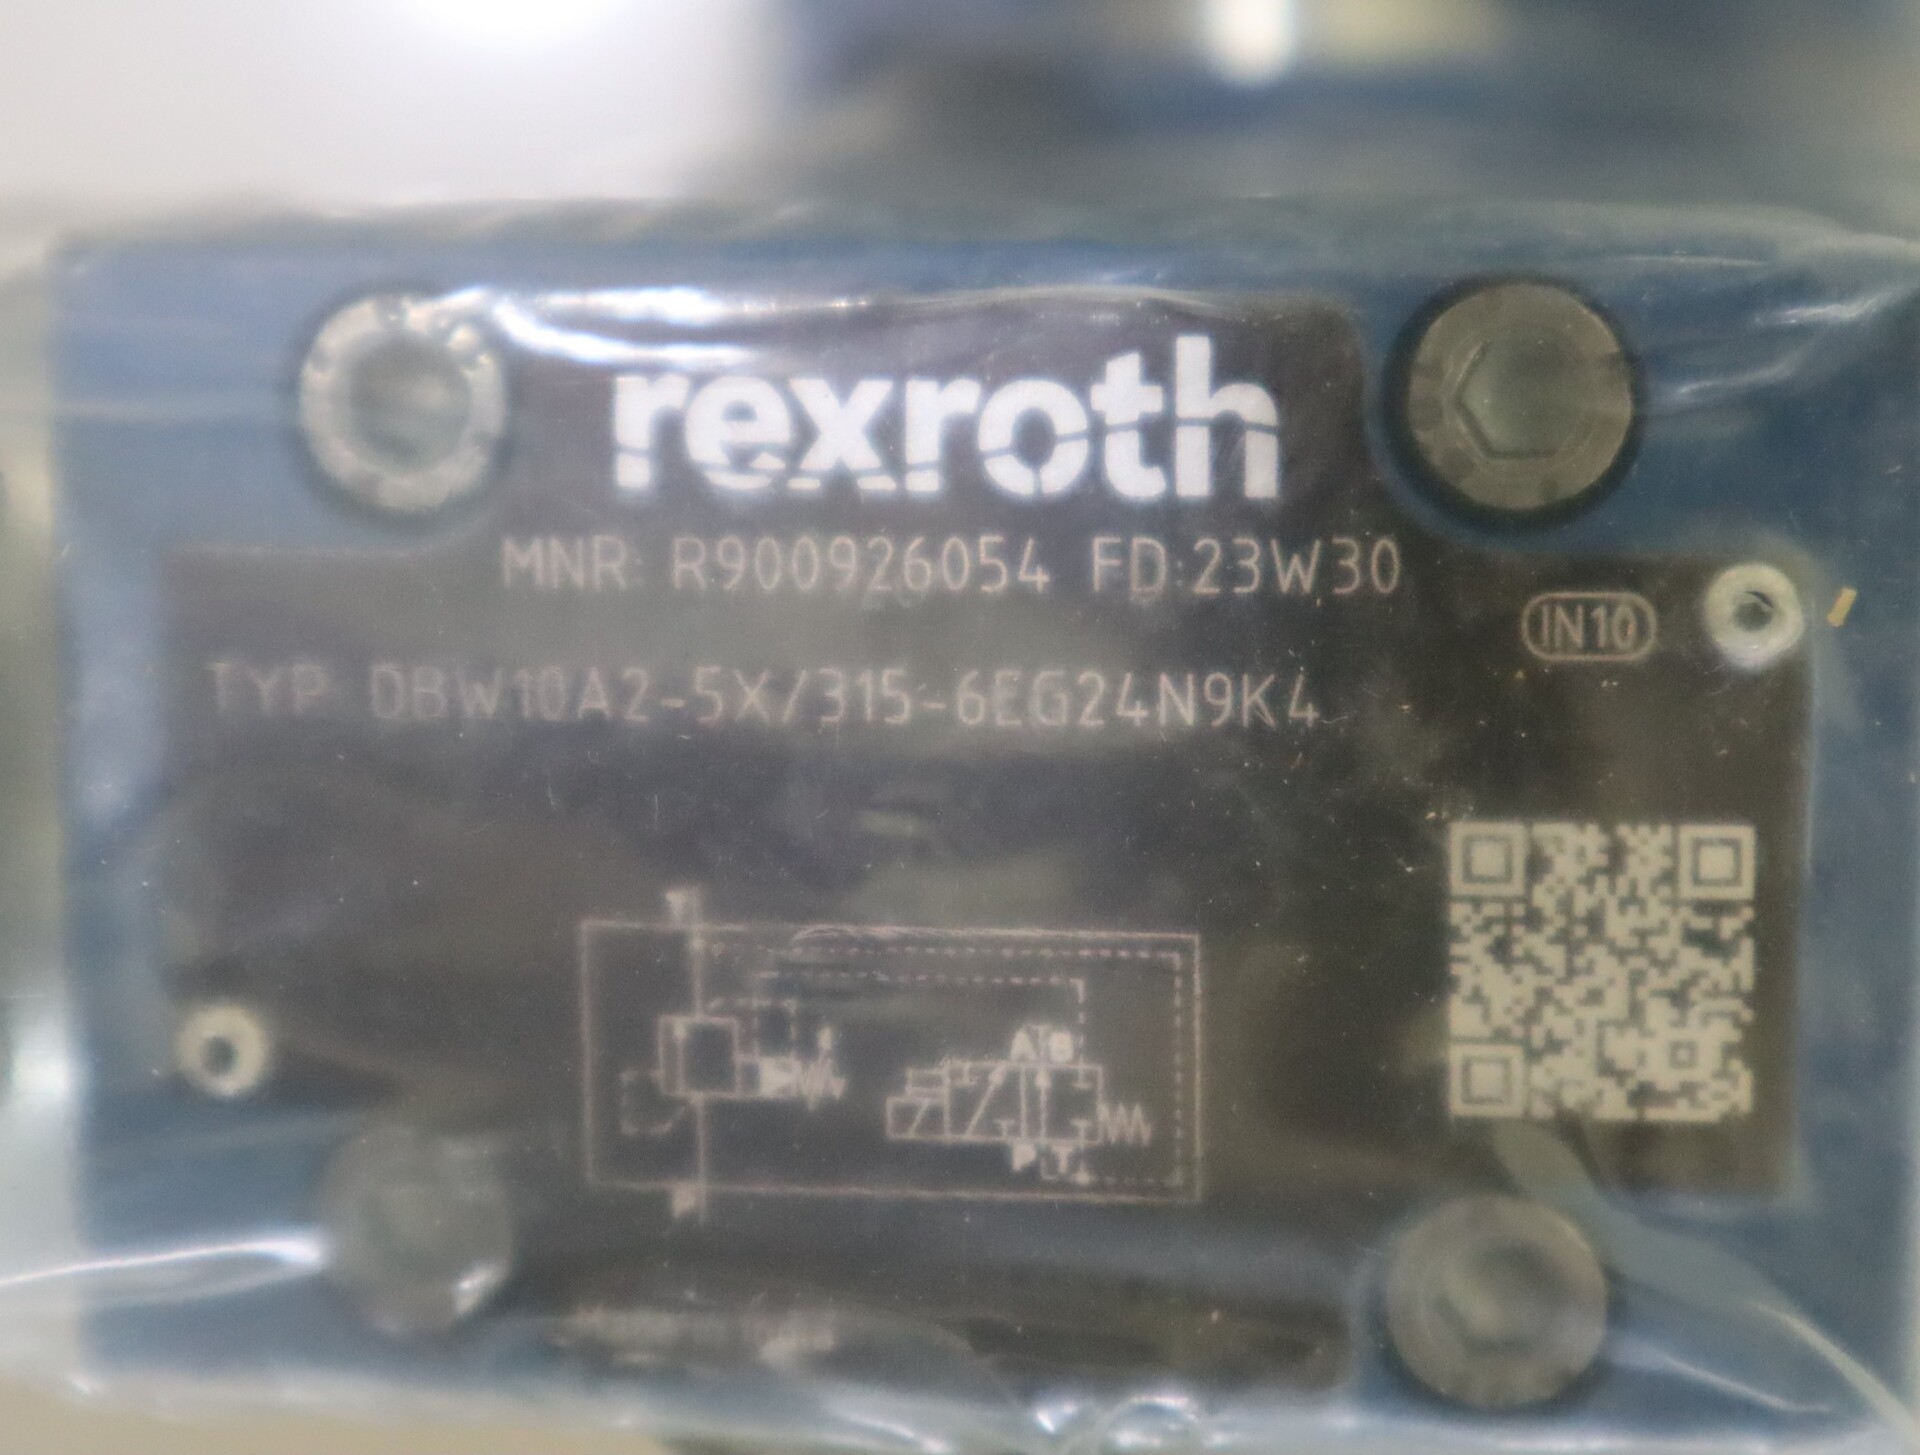 rexroth
MNR: R900926054 FD:23W30
IN10
TYP: DBW10A2-5X/315-6EG24N9K4
T
A B
P T
P